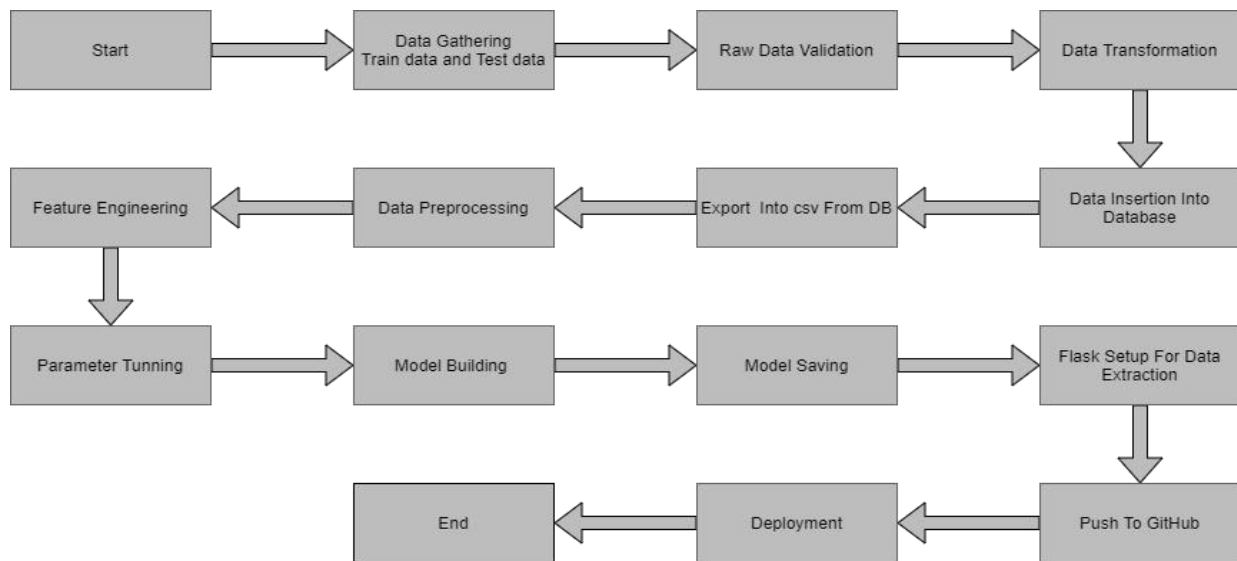 Start
Data Gathering
Train data and Test data
Raw Data Validation
Data Transformation
Data Insertion Into
Database
Export Into csv From DB
Data Preprocessing
Feature Engineering
Parameter Tunning
Model Building
Model Saving
Flask Setup For Data
Extraction
Push To GitHub
Deployment
End